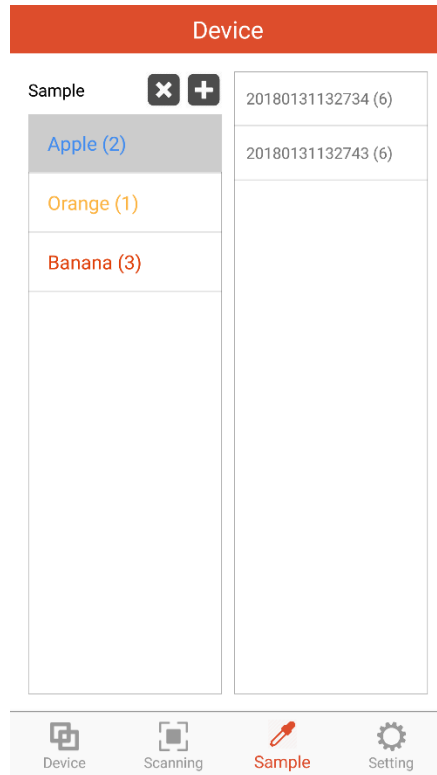 Device
Sample
Apple (2)
Orange (1)
Banana (3)
20180131132734 (6)
20180131132743 (6)
Device
Scanning
Sample
Setting